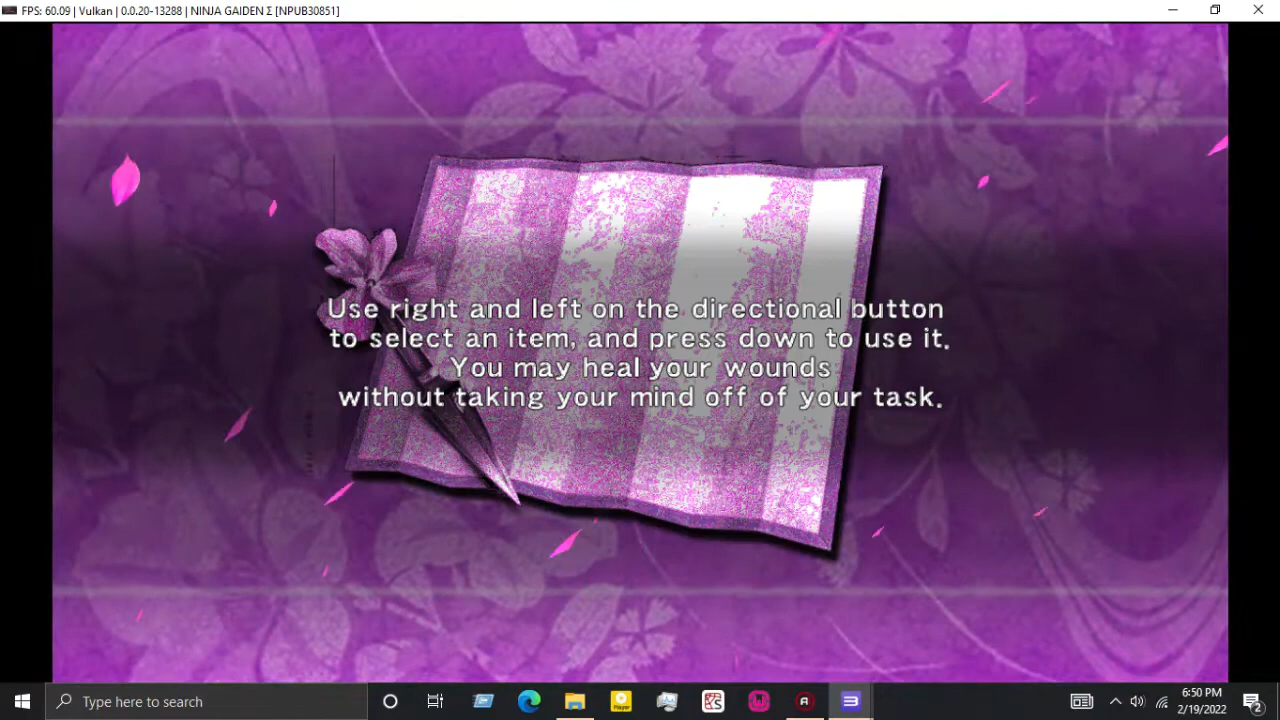 FPS: 60.09 | Vulkan | 0.0.20-13288 | NINJA GAIDEN Σ [NPUB30851]
Use right and left on the directional button
to select an item, and press down to use it.
You may heal your wounds
without taking your mind off of your task.
Type here to search
6:50 PM
2/19/2022
2